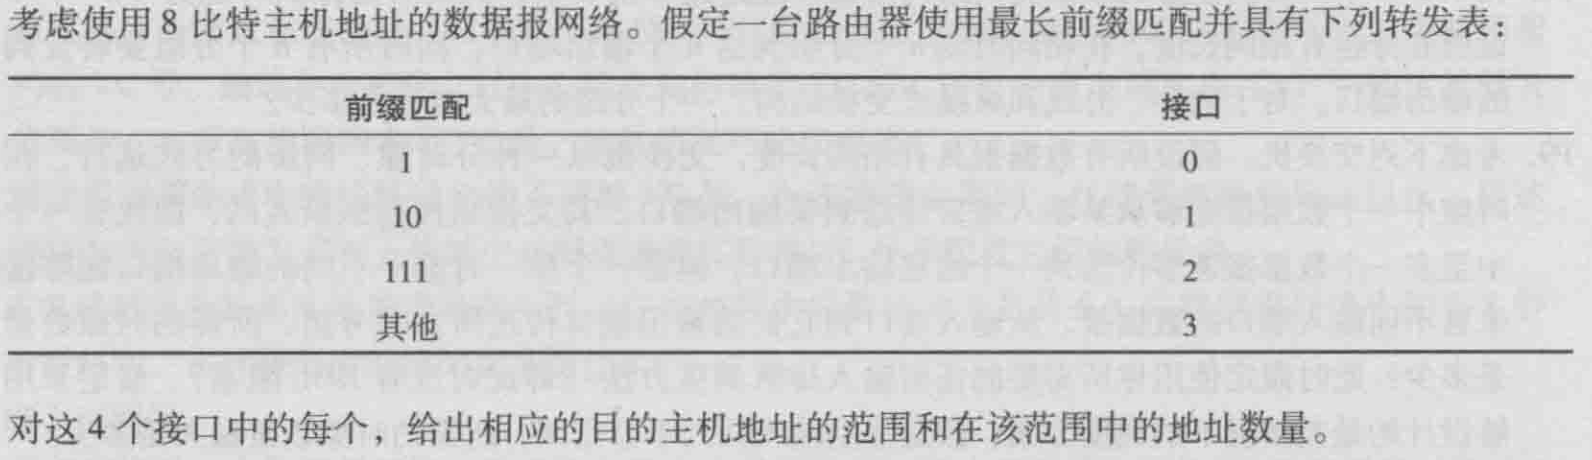 考虑使用 8 比特主机地址的数据报网络。假定一台路由器使用最长前缀匹配并具有下列转发表：
前缀匹配 接口
1 0
10 1
111 2
其他 3
对这 4 个接口中的每个，给出相应的目的主机地址的范围和在该范围中的地址数量。